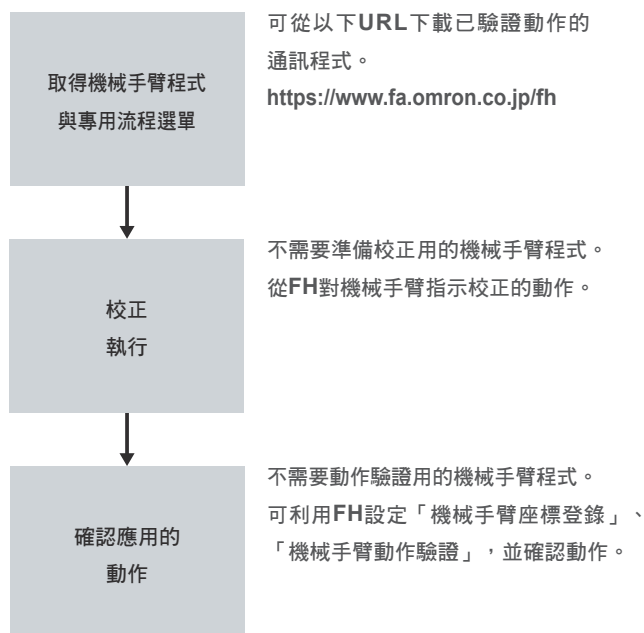 取得機械手臂程式
與專用流程選單
可從以下URL下載已驗證動作的
通訊程式。
https://www.fa.omron.co.jp/fh
校正
執行
不需要準備校正用的機械手臂程式。
從FH對機械手臂指示校正的動作。
確認應用的
動作
不需要動作驗證用的機械手臂程式。
可利用FH設定「機械手臂座標登錄」、
「機械手臂動作驗證」，並確認動作。